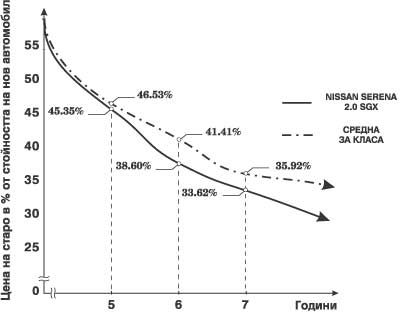 Цена на старо в % от стойността на нов автомобил
55
50
45
40
35
30
25
0
46.53%
45.35%
41.41%
38.60%
35.92%
33.62%
NISSAN SERENA
2.0 SGX
СРЕДНА
ЗА КЛАСА
5
6
7
Години